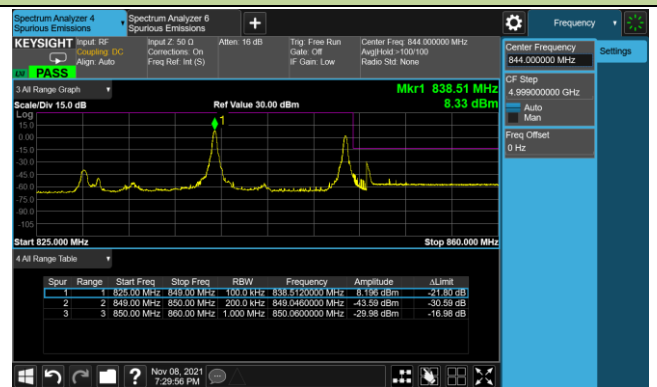 Spectrum Analyzer 4
Spurious Emissions
Spectrum Analyzer 6
Spurious Emissions
Frequency
KEYSIGHT
Input: RF
Coupling: DC
Align: Auto
Input Z: 50 Ω
Corrections: On
Freq Ref: Int (S)
Atten: 16 dB
Trig: Free Run
Gate: Off
IF Gain: Low
Center Freq: 844.000000 MHz
Avg|Hold:>100/100
Radio Std: None
PASS
Center Frequency
844.000000 MHz
Settings
CF Step
4.999000000 GHz
Auto
Man
Freq Offset
0 Hz
3 All Range Graph
Mkr1 838.51 MHz
Scale/Div 15.0 dB
Ref Value 30.00 dBm
8.33 dBm
Log
15.0
0.00
-15.0
-30.0
-45.0
-60.0
-75.0
-90.0
-105
1
Start 825.000 MHz
Stop 860.000 MHz
4 All Range Table
Spur Range Start Freq Stop Freq RBW Frequency Amplitude ΔLimit
1 1 825.00 MHz 849.00 MHz 100.0 kHz 838.5120000 MHz 8.196 dBm -21.80 dB
2 2 849.00 MHz 850.00 MHz 200.0 kHz 849.0460000 MHz -43.59 dBm -30.59 dB
3 3 850.00 MHz 860.00 MHz 1.000 MHz 850.0600000 MHz -29.98 dBm -16.98 dB
?
Nov 08, 2021
7:29:56 PM